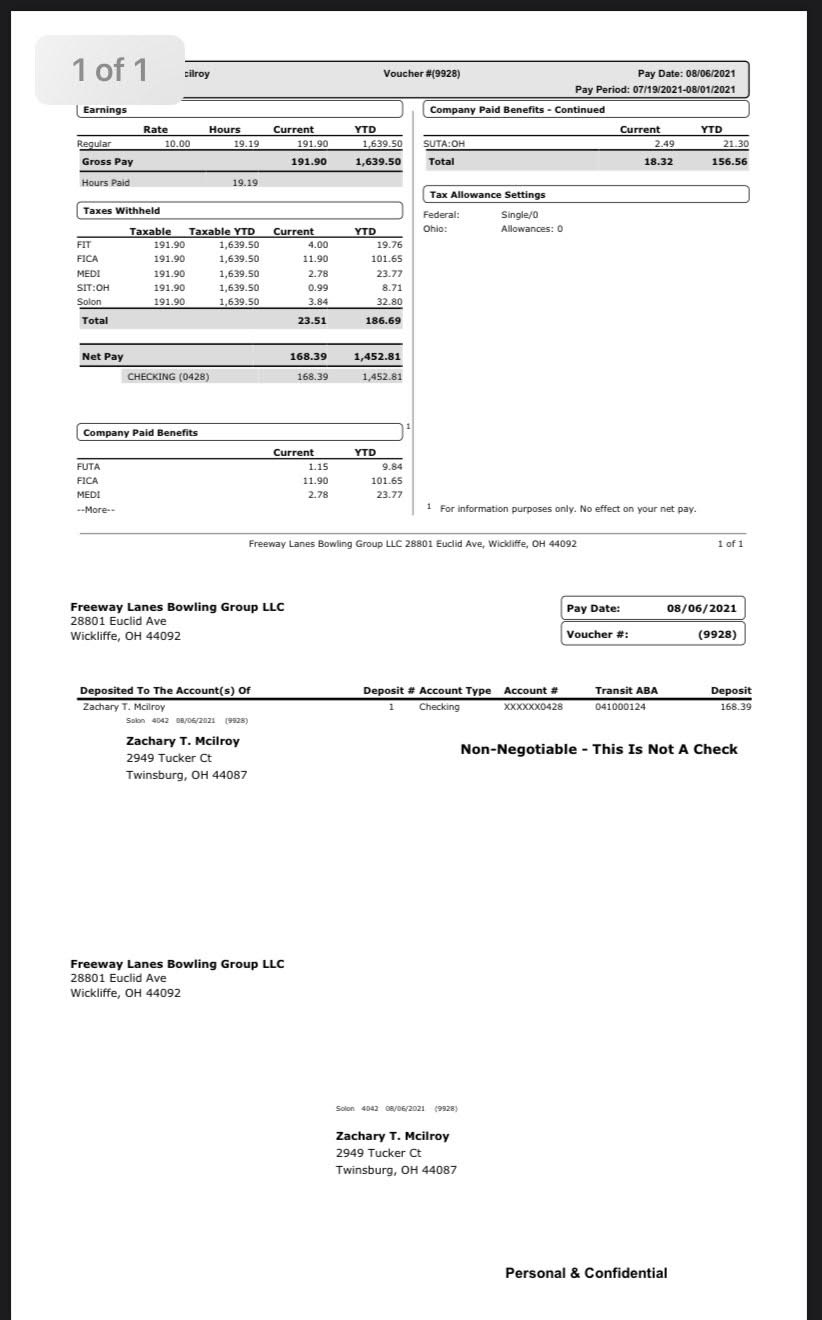 1 of 1
cilroy Voucher #(9928) Pay Date: 08/06/2021
Pay Period: 07/19/2021-08/01/2021
Earnings
Rate Hours Current YTD
Regular 10.00 19.19 191.90 1,639.50
Gross Pay 191.90 1,639.50
Hours Paid 19.19
Taxes Withheld
Taxable Taxable YTD Current YTD
FIT 191.90 1,639.50 4.00 19.76
FICA 191.90 1,639.50 11.90 101.65
MEDI 191.90 1,639.50 2.78 23.77
SIT:OH 191.90 1,639.50 0.99 8.71
Solon 191.90 1,639.50 3.84 32.80
Total 23.51 186.69
Net Pay 168.39 1,452.81
CHECKING (0428) 168.39 1,452.81
Company Paid Benefits 1
Current YTD
FUTA 1.15 9.84
FICA 11.90 101.65
MEDI 2.78 23.77
--More--
Company Paid Benefits - Continued
Current YTD
SUTA:OH 2.49 21.30
Total 18.32 156.56
Tax Allowance Settings
Federal: Single/0
Ohio: Allowances: 0
1 For information purposes only. No effect on your net pay.
Freeway Lanes Bowling Group LLC 28801 Euclid Ave, Wickliffe, OH 44092 1 of 1
Freeway Lanes Bowling Group LLC
28801 Euclid Ave
Wickliffe, OH 44092
Pay Date: 08/06/2021
Voucher #: (9928)
Deposited To The Account(s) Of Deposit # Account Type Account # Transit ABA Deposit
Zachary T. Mcilroy 1 Checking XXXXXX0428 041000124 168.39
Solon 4042 08/06/2021 (9928)
Zachary T. Mcilroy
2949 Tucker Ct
Twinsburg, OH 44087
Non-Negotiable - This Is Not A Check
Freeway Lanes Bowling Group LLC
28801 Euclid Ave
Wickliffe, OH 44092
Solon 4042 08/06/2021 (9928)
Zachary T. Mcilroy
2949 Tucker Ct
Twinsburg, OH 44087
Personal & Confidential